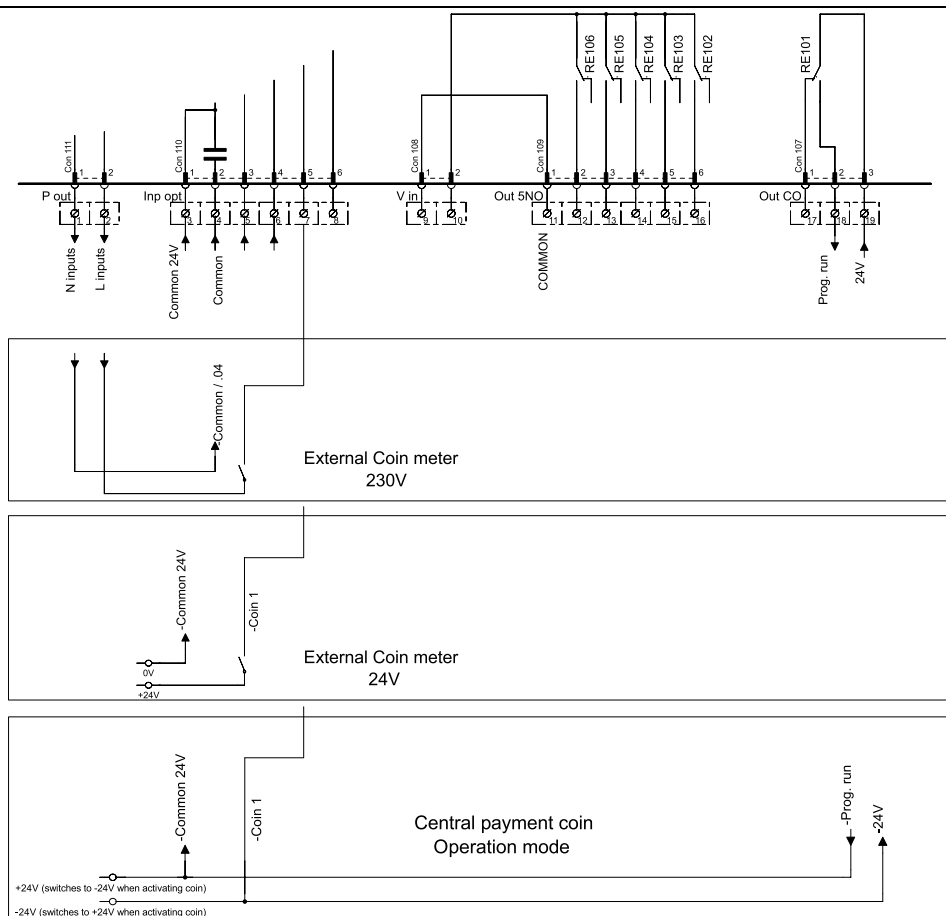 RE106
RE105
RE104
RE103
RE102
RE101
Con 111
Con 110
Con 108
Con 109
Con 107
1 2
1 2 3 4 5 6
1 2
1 2 3 4 5 6
1 2 3
P out
Inp opt
V in
Out 5NO
Out CO
1 2
3 4 5 6 7 8
9 10
11 12 13 14 15 16
17 18 19
N inputs
L inputs
Common 24V
Common
COMMON
Prog. run
24V
-Common / .04
External Coin meter
230V
-Common 24V
-Coin 1
0V
+24V
External Coin meter
24V
-Common 24V
-Coin 1
Central payment coin
Operation mode
-Prog. run
-24V
+24V (switches to -24V when activating coin)
-24V (switches to +24V when activating coin)